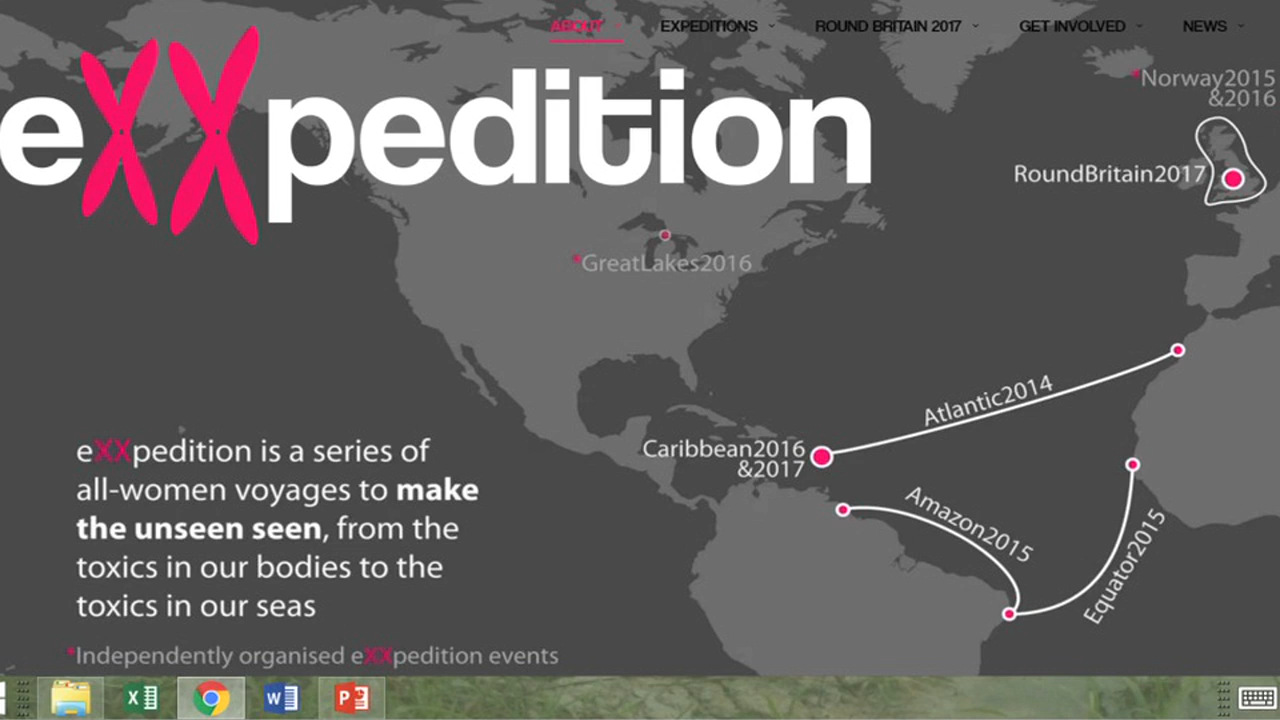 ABOUT
EXPEDITIONS
ROUND BRITAIN 2017
GET INVOLVED
NEWS
eXXpedition
*Norway2015
&2016
RoundBritain2017
*GreatLakes2016
Atlantic2014
Caribbean2016
&2017
Amazon2015
Equator2015
eXXpedition is a series of
all-women voyages to make
the unseen seen, from the
toxics in our bodies to the
toxics in our seas
*Independently organised eXXpedition events
X
W
P